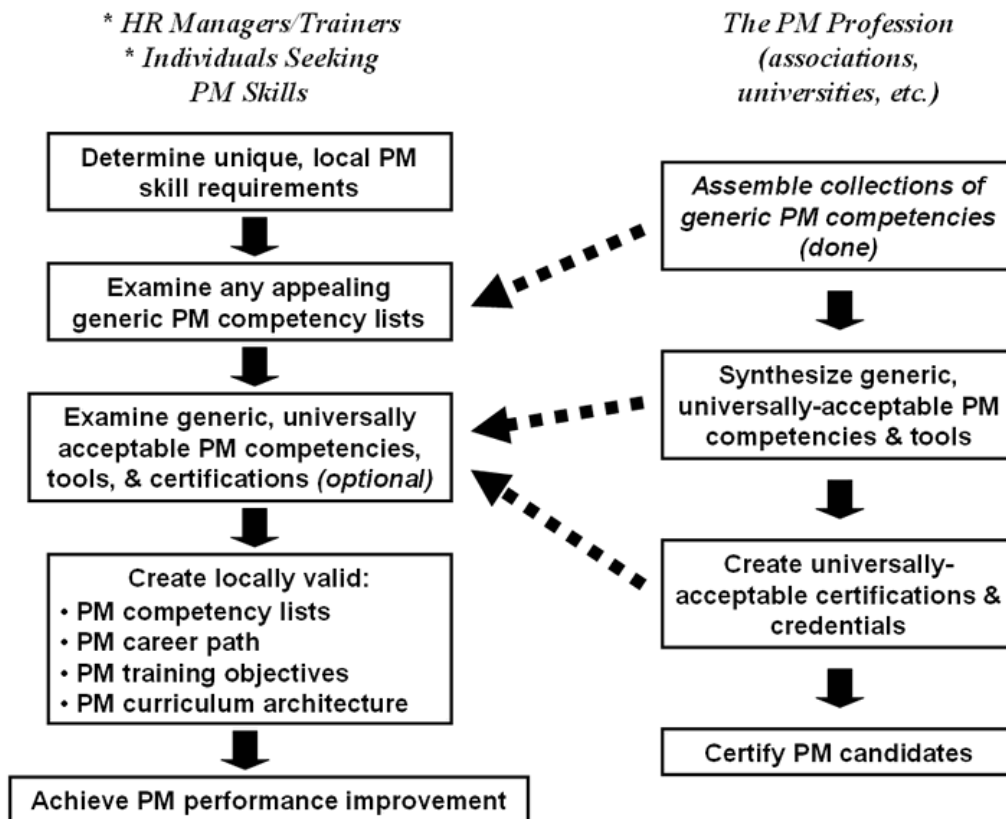 * HR Managers/Trainers
* Individuals Seeking
PM Skills
Determine unique, local PM
skill requirements
Examine any appealing
generic PM competency lists
Examine generic, universally
acceptable PM competencies,
tools, & certifications (optional)
Create locally valid:
• PM competency lists
• PM career path
• PM training objectives
• PM curriculum architecture
Achieve PM performance improvement
The PM Profession
(associations,
universities, etc.)
Assemble collections of
generic PM competencies
(done)
Synthesize generic,
universally-acceptable PM
competencies & tools
Create universally-
acceptable certifications &
credentials
Certify PM candidates